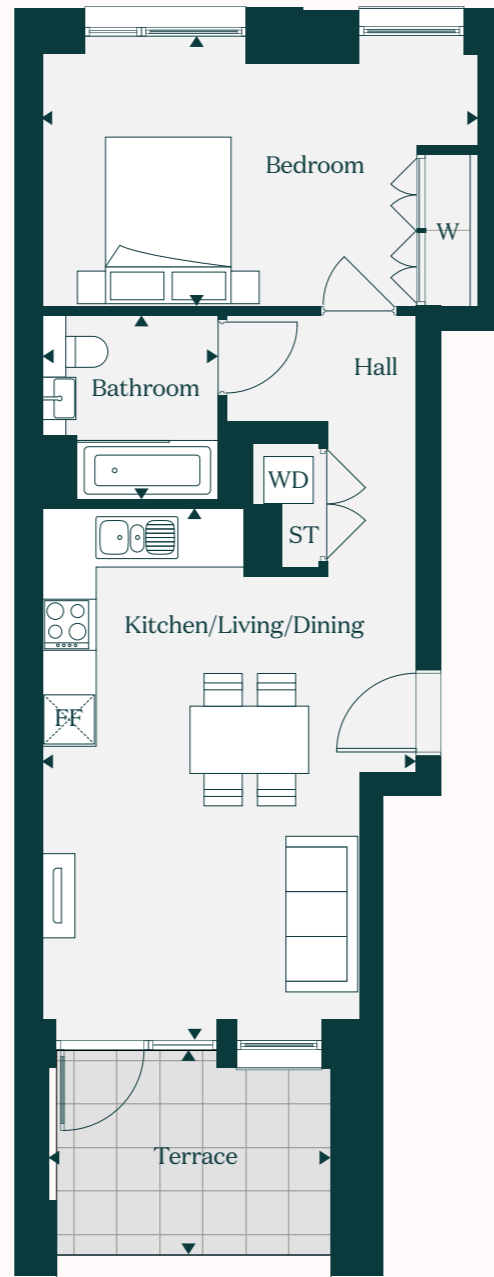 Bedroom
W
Hall
Bathroom
WD
ST
Kitchen/Living/Dining
FF
Terrace